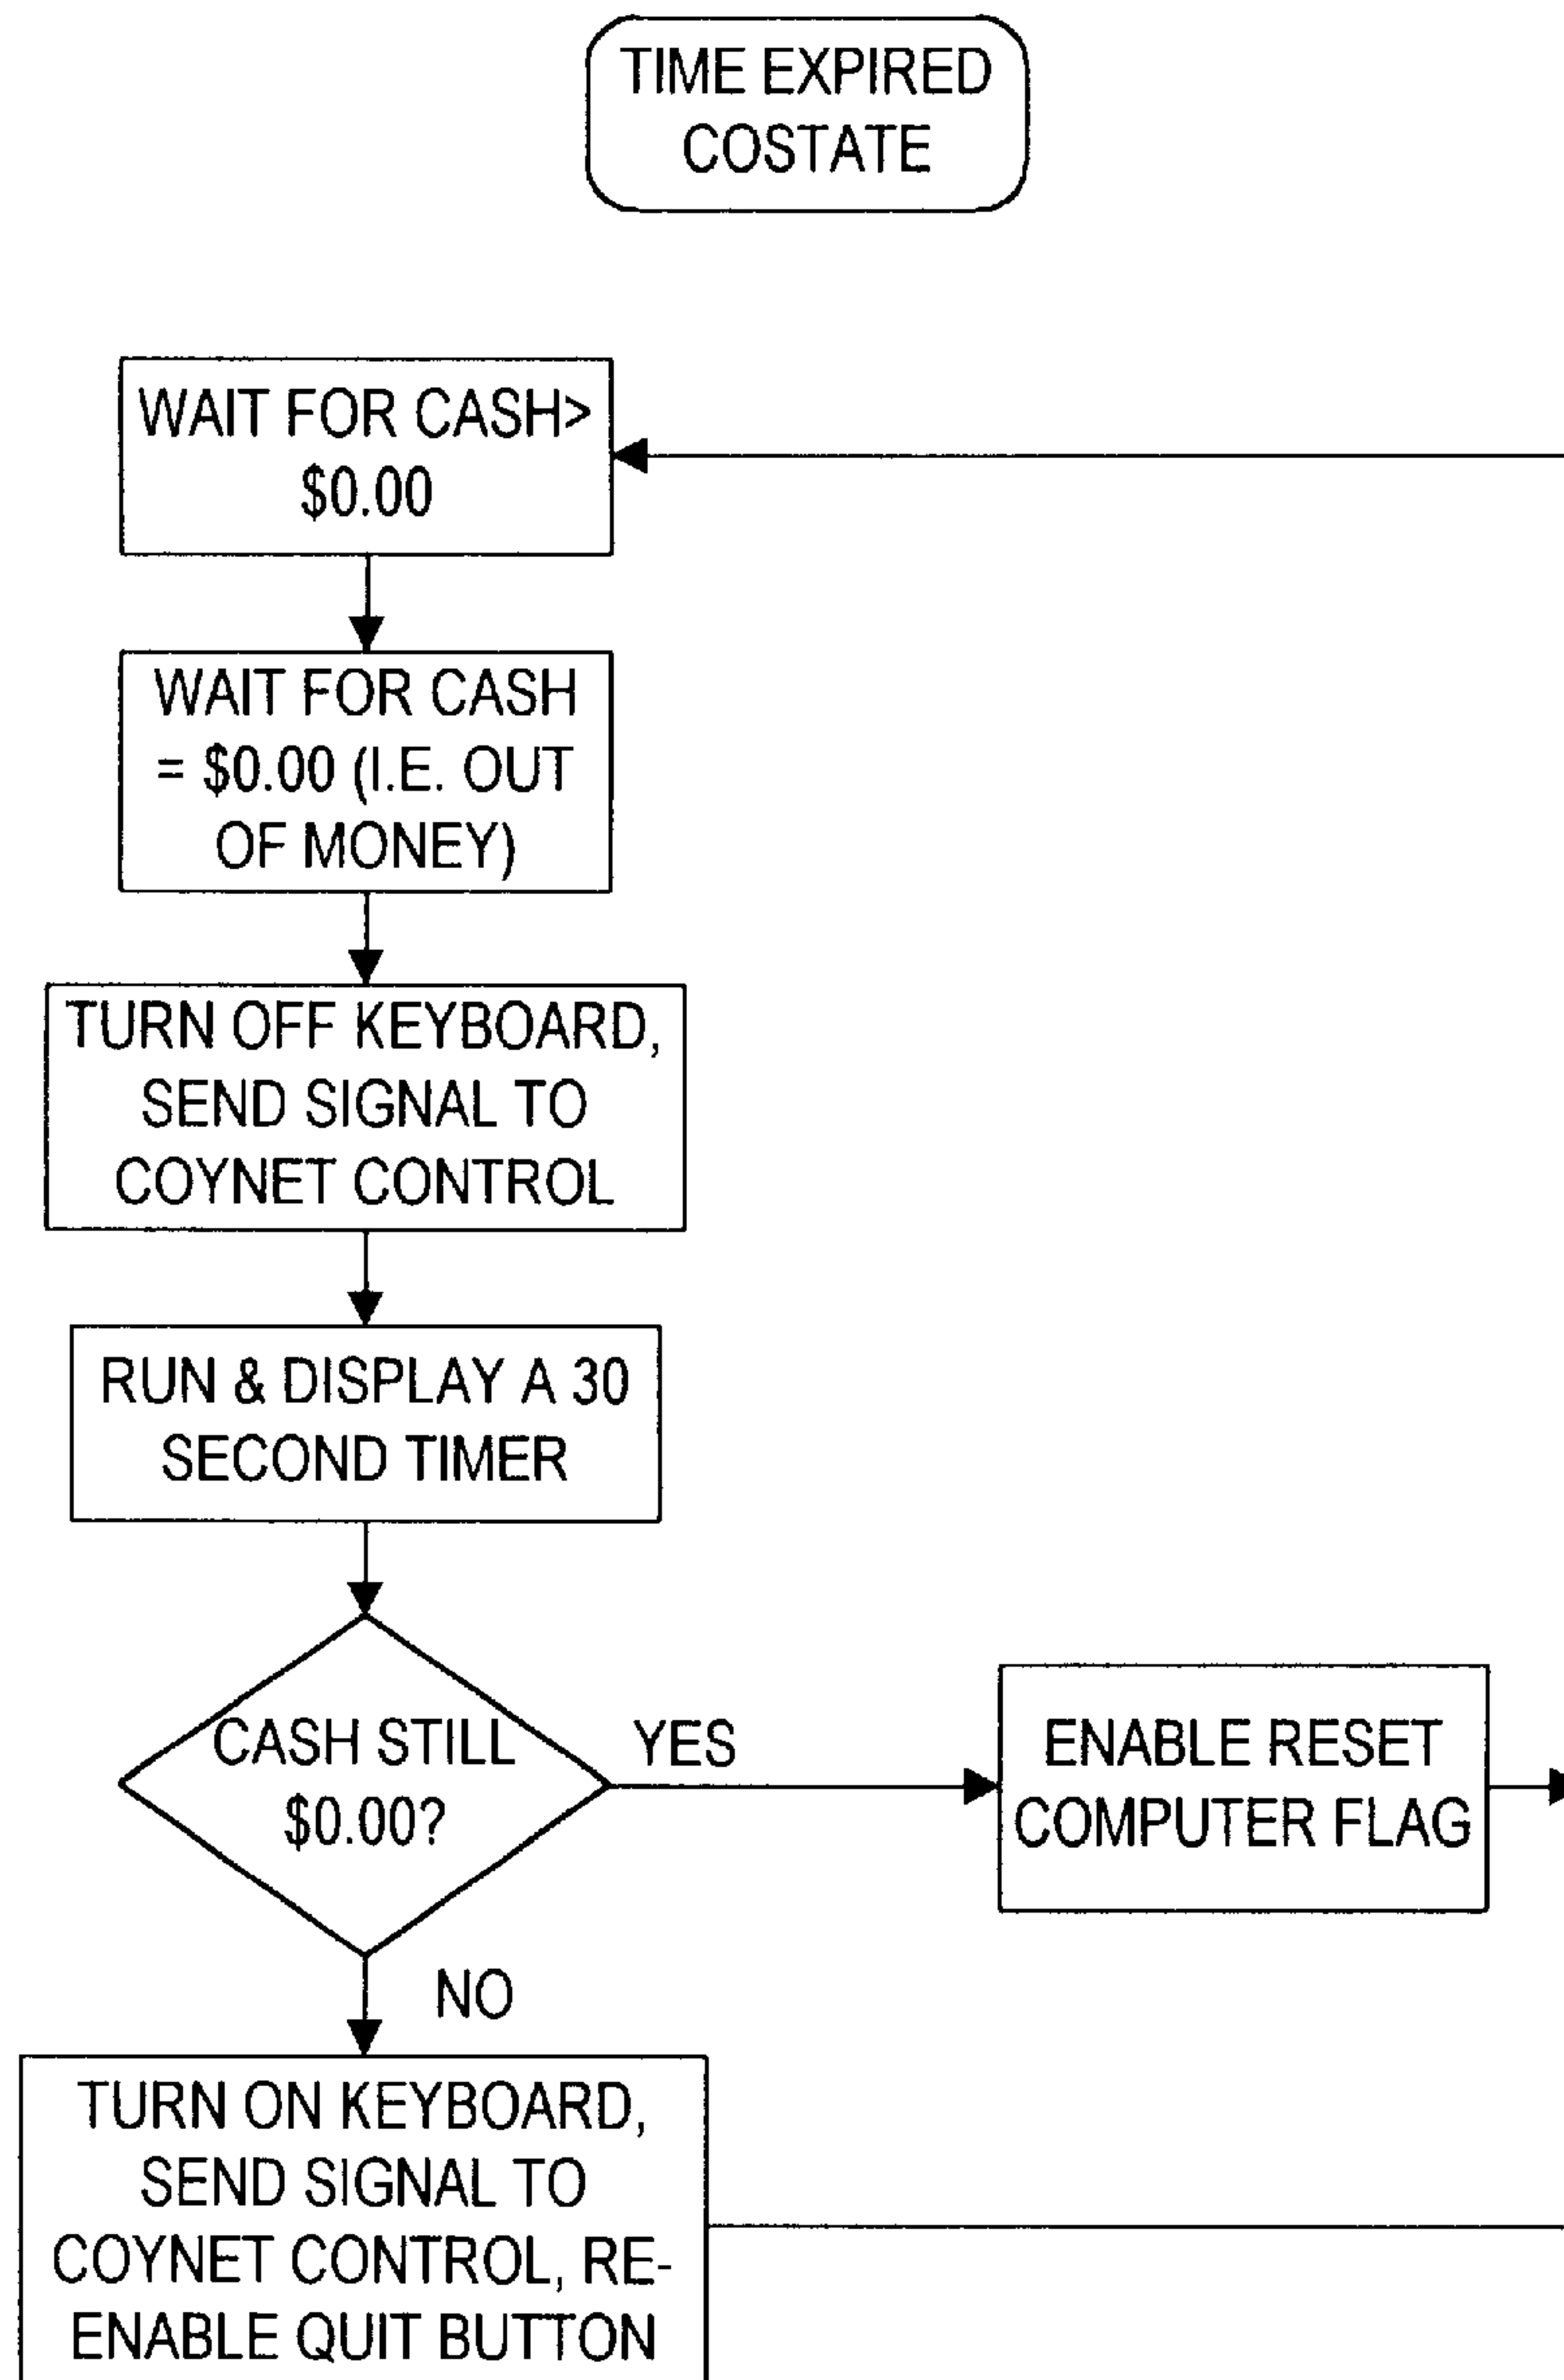 TIME EXPIRED
COSTATE
WAIT FOR CASH>
$0.00
WAIT FOR CASH
= $0.00 (I.E. OUT
OF MONEY)
TURN OFF KEYBOARD,
SEND SIGNAL TO
COYNET CONTROL
RUN & DISPLAY A 30
SECOND TIMER
CASH STILL
$0.00?
YES
ENABLE RESET
COMPUTER FLAG
NO
TURN ON KEYBOARD,
SEND SIGNAL TO
COYNET CONTROL, RE-
ENABLE QUIT BUTTON